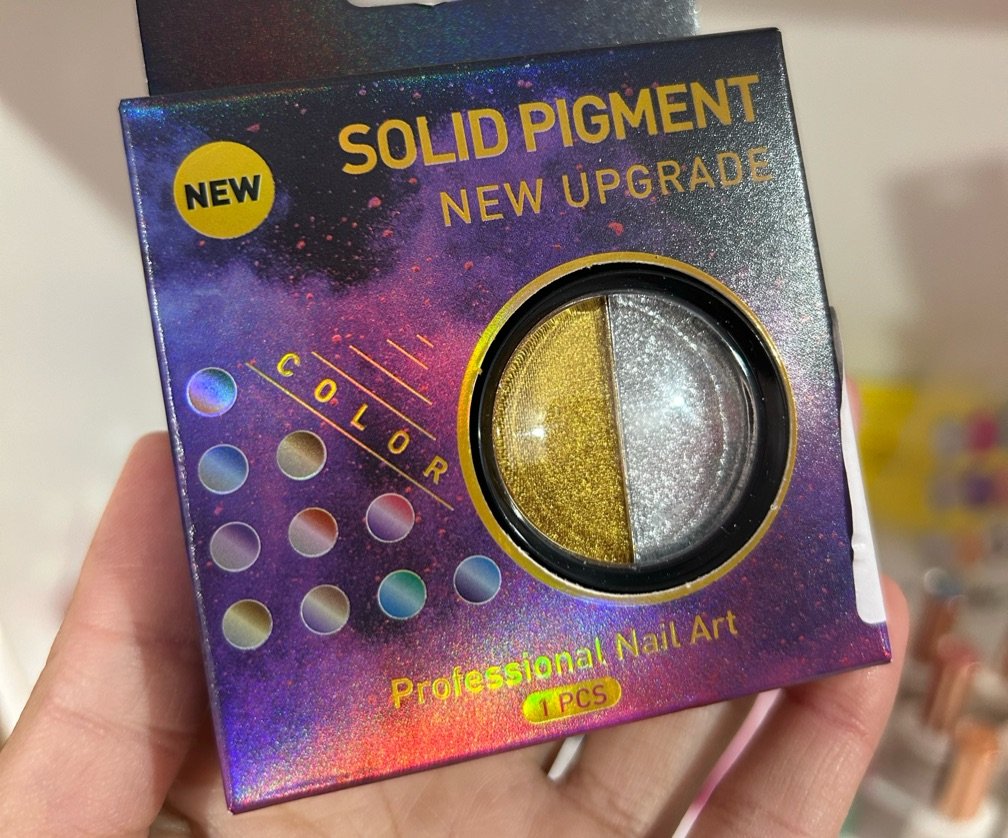 SOLID PIGMENT
NEW
NEW UPGRADE
COLOR
Professional Nail Art
1 PCS